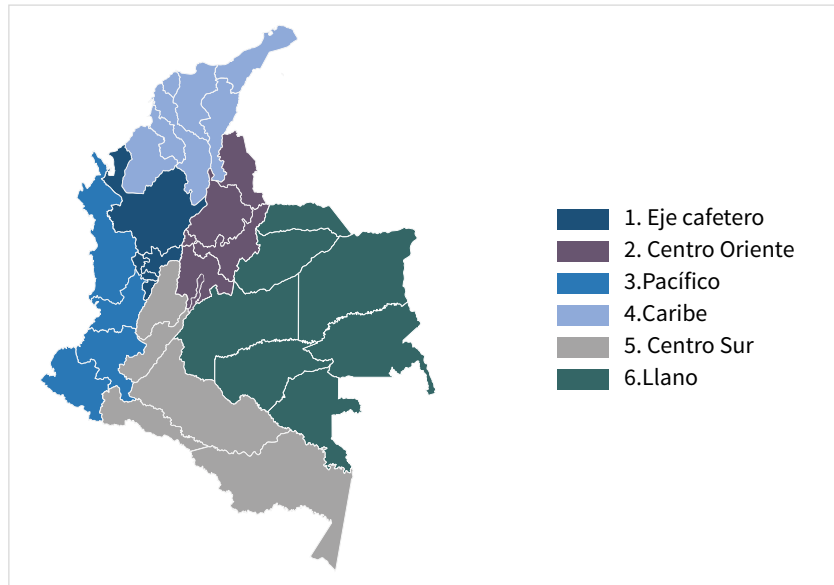 1. Eje cafetero
2. Centro Oriente
3.Pacífico
4.Caribe
5. Centro Sur
6.Llano